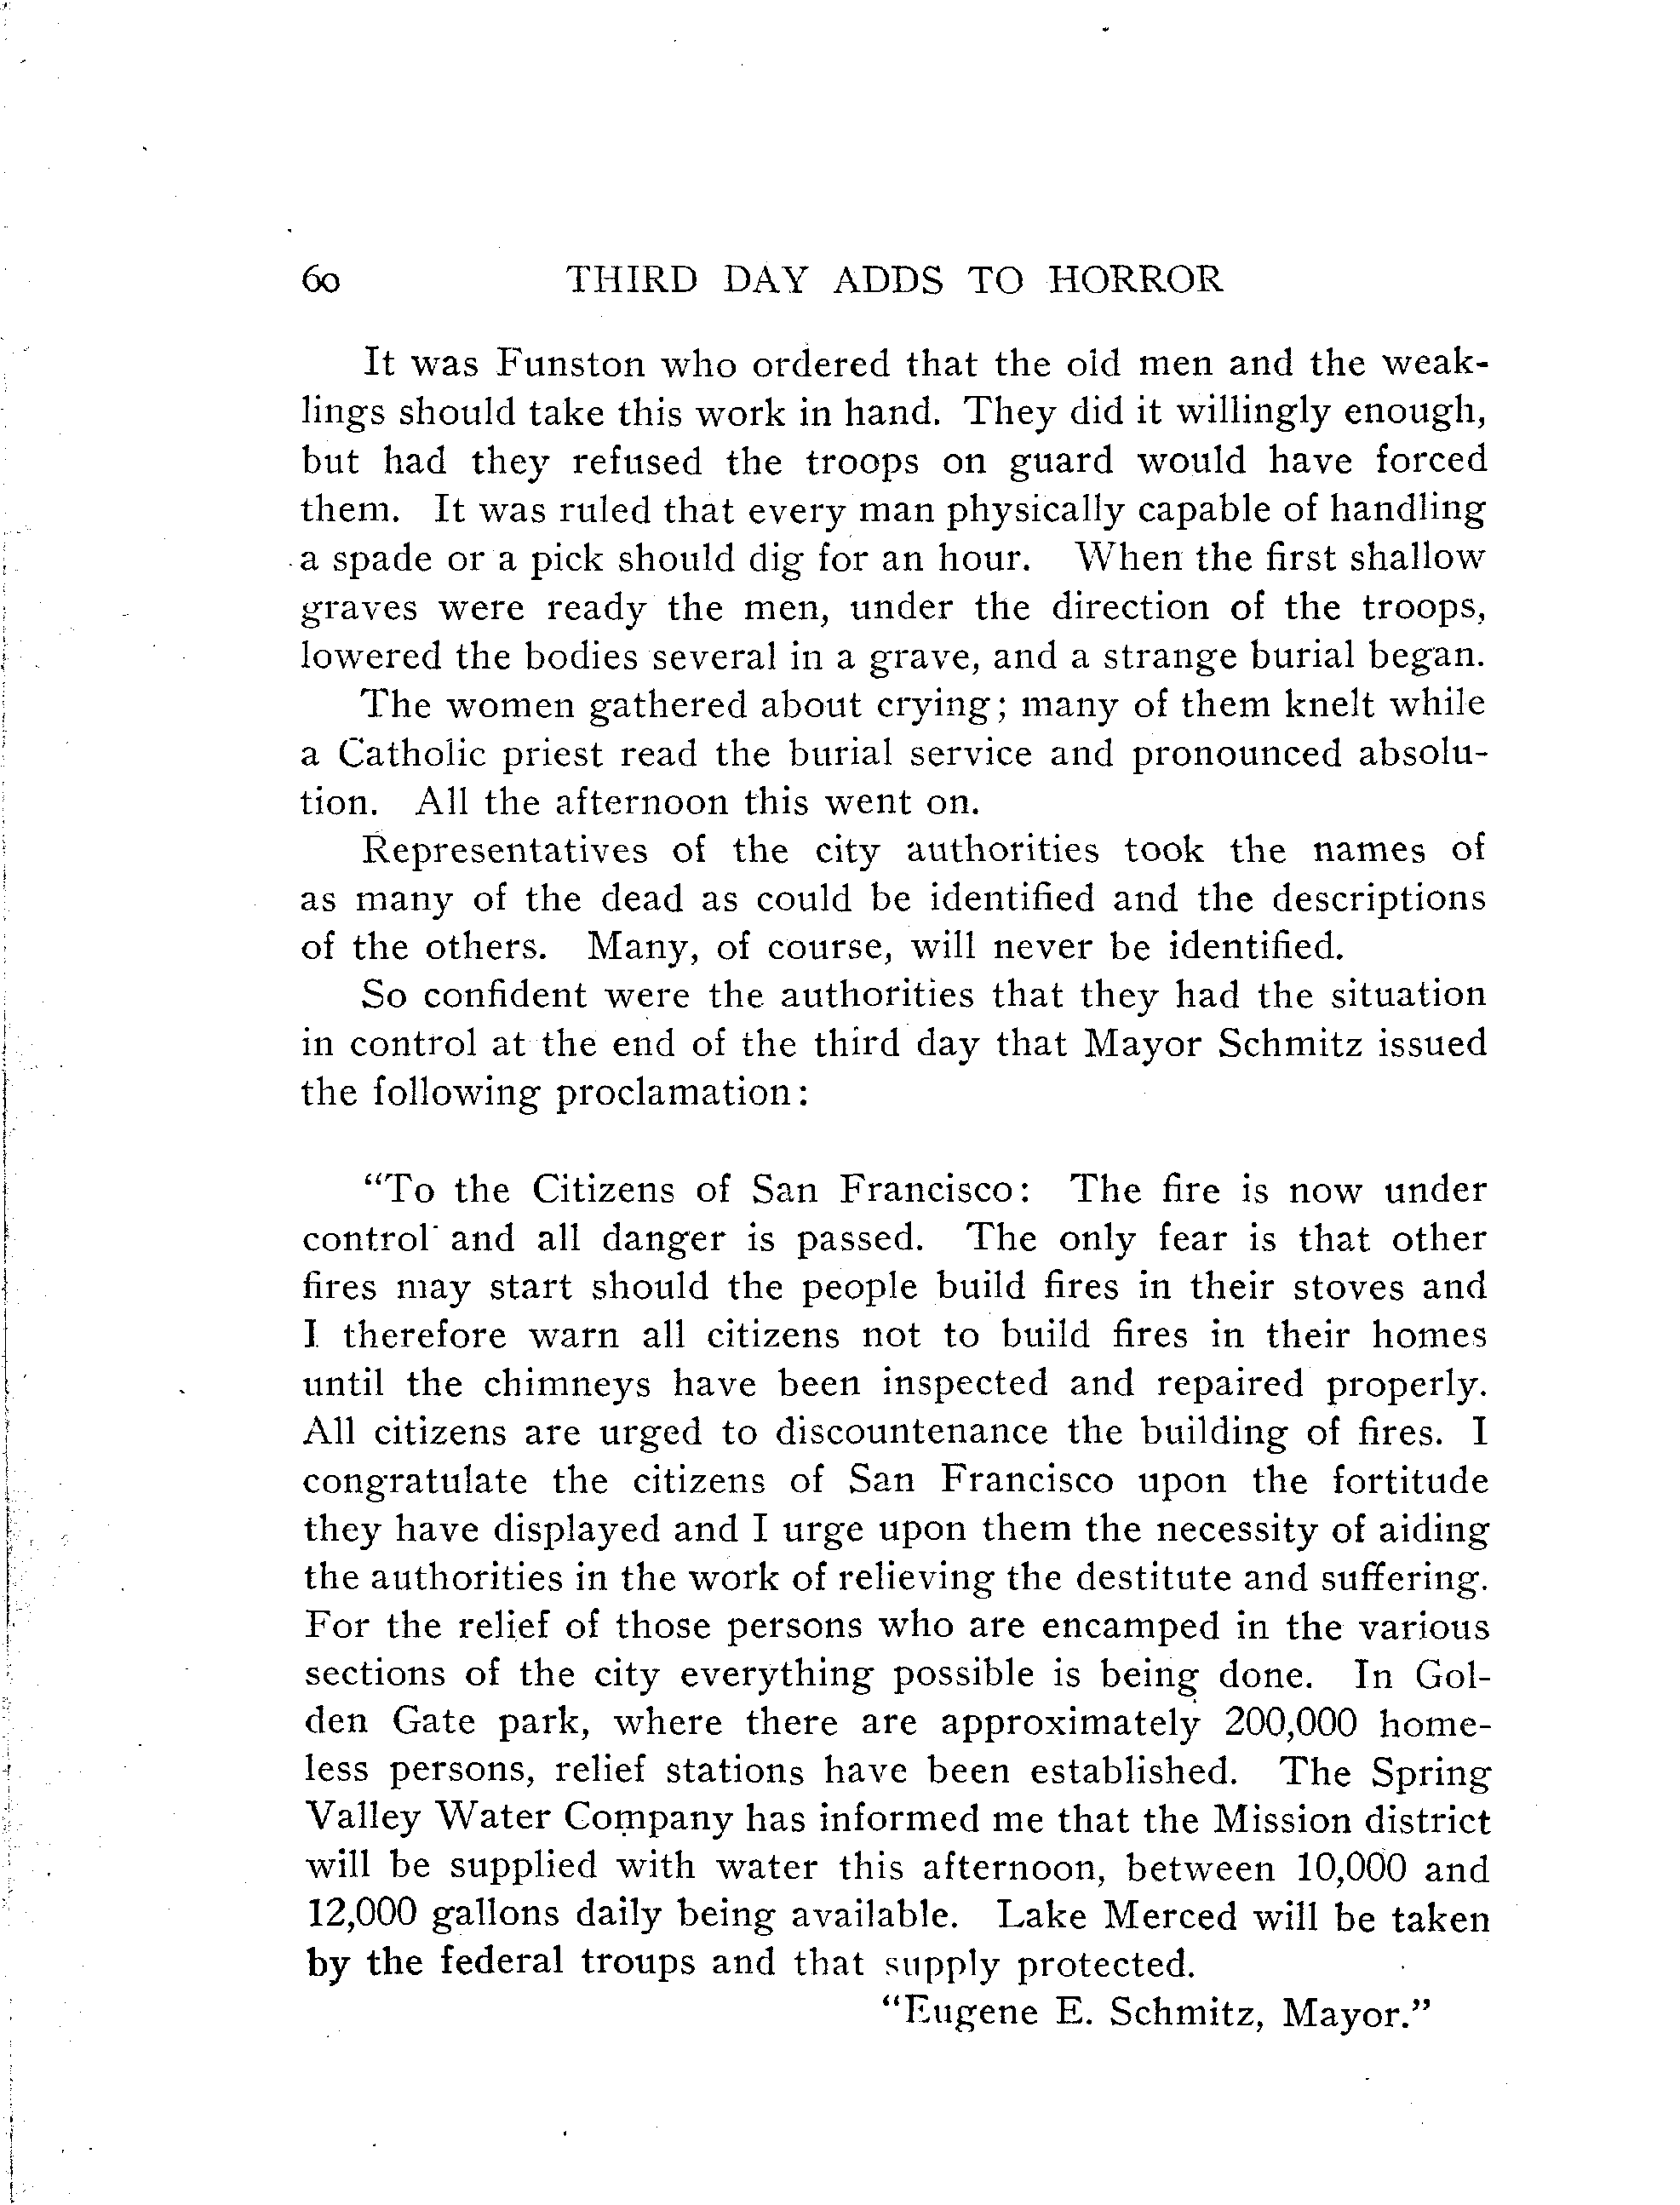 60 THIRD DAY ADDS TO HORROR
It was Funston who ordered that the old men and the weak-
lings should take this work in hand. They did it willingly enough,
but had they refused the troops on guard would have forced
them. It was ruled that every man physically capable of handling
a spade or a pick should dig for an hour. When the first shallow
graves were ready the men, under the direction of the troops,
lowered the bodies several in a grave, and a strange burial began.
The women gathered about crying; many of them knelt while
a Catholic priest read the burial service and pronounced absolu-
tion. All the afternoon this went on.
Representatives of the city authorities took the names of
as many of the dead as could be identified and the descriptions
of the others. Many, of course, will never be identified.
So confident were the authorities that they had the situation
in control at the end of the third day that Mayor Schmitz issued
the following proclamation:
“To the Citizens of San Francisco: The fire is now under
control and all danger is passed. The only fear is that other
fires may start should the people build fires in their stoves and
I therefore warn all citizens not to build fires in their homes
until the chimneys have been inspected and repaired properly.
All citizens are urged to discountenance the building of fires. I
congratulate the citizens of San Francisco upon the fortitude
they have displayed and I urge upon them the necessity of aiding
the authorities in the work of relieving the destitute and suffering.
For the relief of those persons who are encamped in the various
sections of the city everything possible is being done. In Gol-
den Gate park, where there are approximately 200,000 home-
less persons, relief stations have been established. The Spring
Valley Water Company has informed me that the Mission district
will be supplied with water this afternoon, between 10,000 and
12,000 gallons daily being available. Lake Merced will be taken
by the federal troups and that supply protected.
“Eugene E. Schmitz, Mayor.”